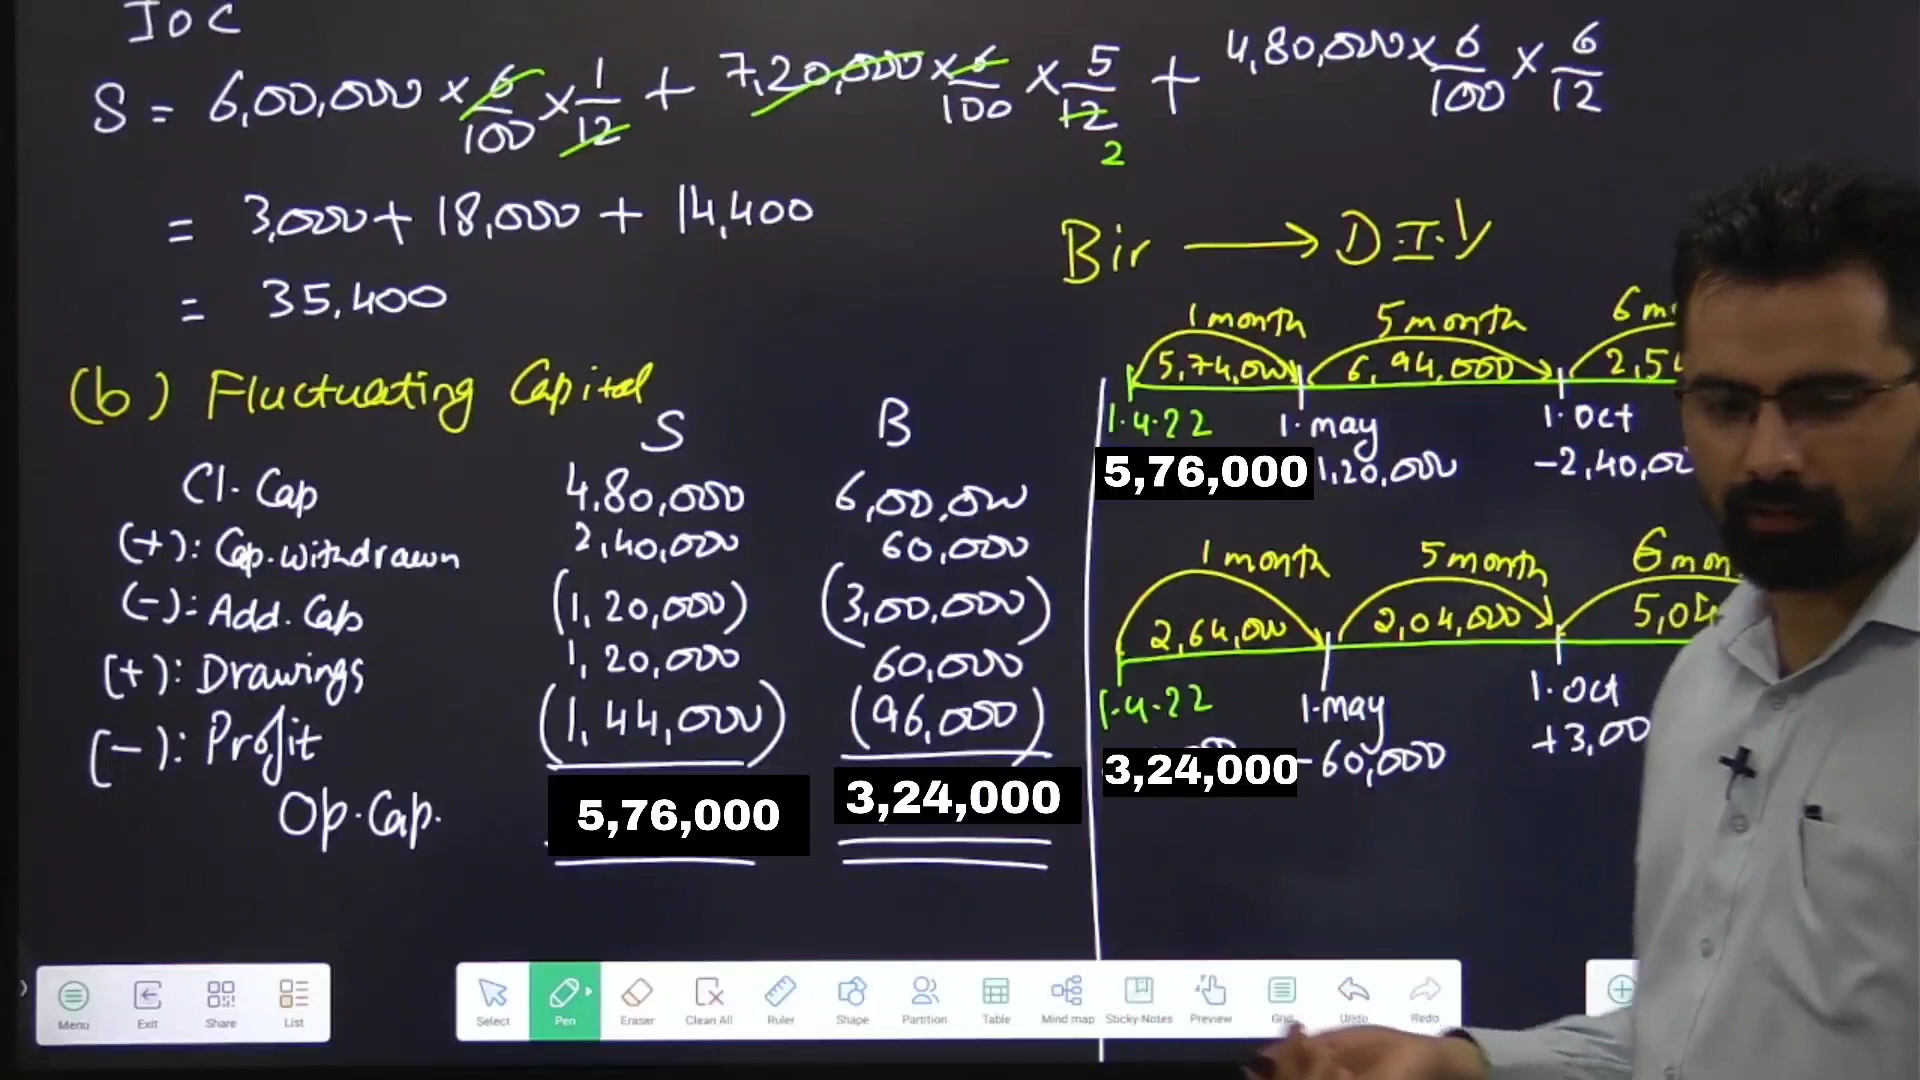 IOC
S = 6,00,000 × 6/100 × 1/12 + 7,20,000 × 6/100 × 5/12 + 4,80,000 × 6/100 × 6/12
2
= 3,000 + 18,000 + 14,400
= 35,400
Bir → D.I.Y
(b) Fluctuating Capital
S B
Cl. Cap 4,80,000 6,00,000
(+): Cap. withdrawn 2,40,000 60,000
(-): Add. Cap (1,20,000) (3,00,000)
(+): Drawings 1,20,000 60,000
(-): Profit (1,44,000) (96,000)
Op. Cap. 5,76,000 3,24,000
1 month 5 month
5,74,000 6,94,000
1.4.22 1. may 1. Oct
5,76,000 1,20,000
1 month 5 month
2,64,000 2,04,000
1.4.22 1. may 1. Oct
3,24,000 -60,000
Menu Exit Share List
Select Pen Eraser Clean All Ruler Shape Partition Table Mind map Sticky Notes Preview Grid Undo Redo